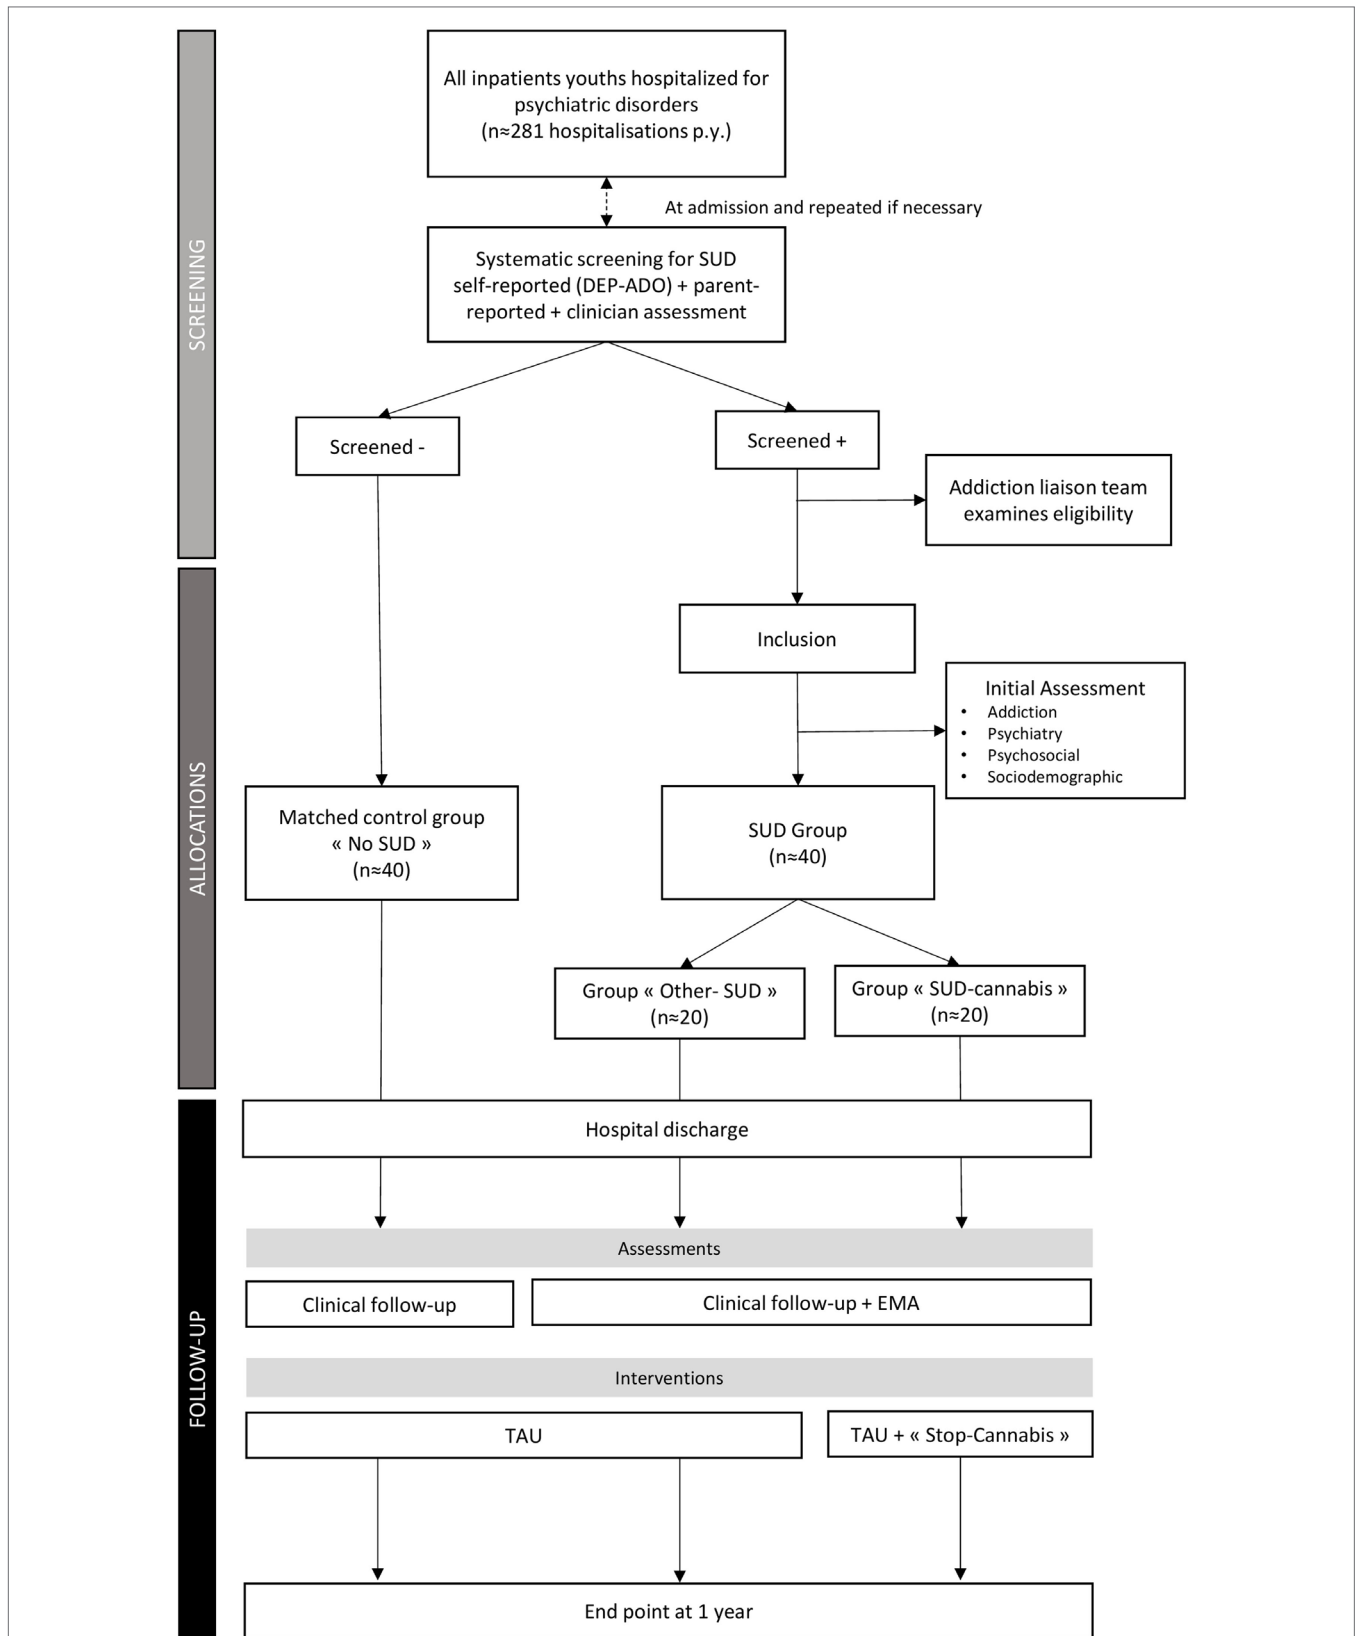 SCREENING
All inpatients youths hospitalized for
psychiatric disorders
(n≈281 hospitalisations p.y.)
At admission and repeated if necessary
Systematic screening for SUD
self-reported (DEP-ADO) + parent-
reported + clinician assessment
Screened -
Screened +
Addiction liaison team
examines eligibility
ALLOCATIONS
Inclusion
Initial Assessment
• Addiction
• Psychiatry
• Psychosocial
• Sociodemographic
Matched control group
« No SUD »
(n≈40)
SUD Group
(n≈40)
Group « Other- SUD »
(n≈20)
Group « SUD-cannabis »
(n≈20)
FOLLOW-UP
Hospital discharge
Assessments
Clinical follow-up
Clinical follow-up + EMA
Interventions
TAU
TAU + « Stop-Cannabis »
End point at 1 year